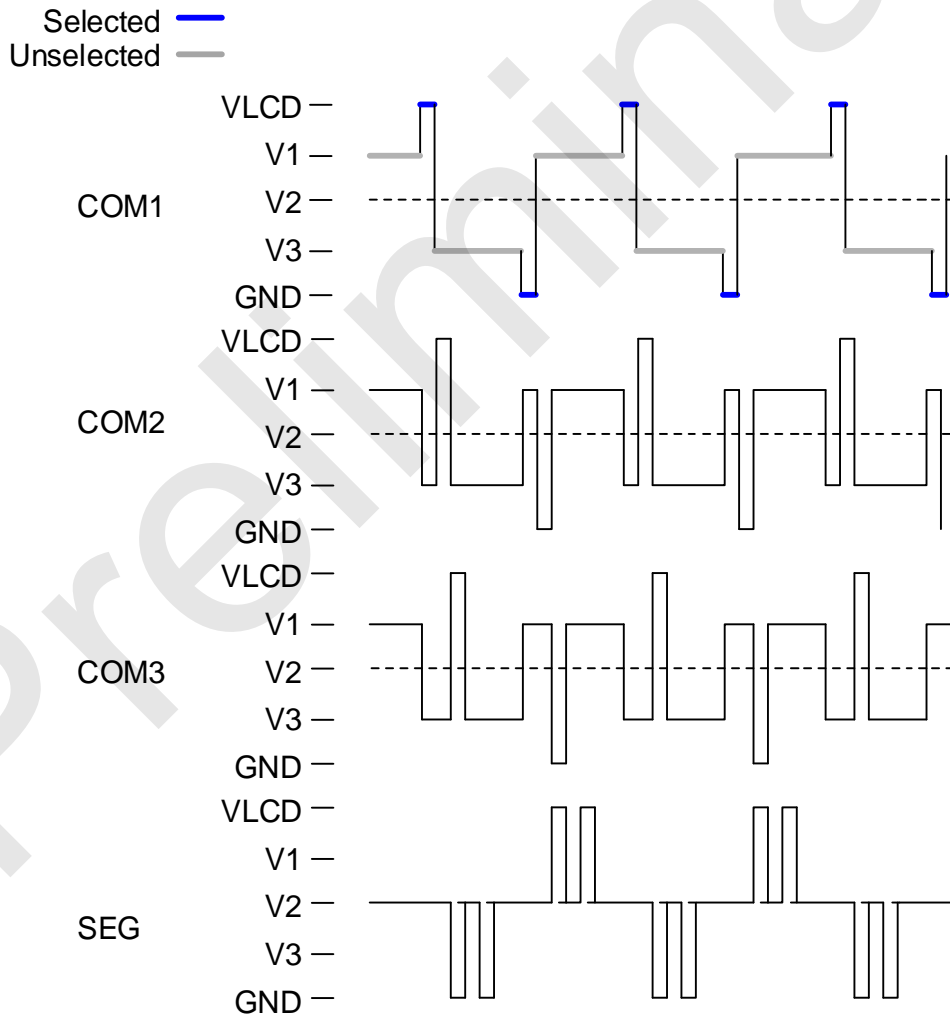 Selected
Unselected
VLCD
V1
COM1
V2
V3
GND
VLCD
V1
COM2
V2
V3
GND
VLCD
V1
COM3
V2
V3
GND
VLCD
V1
V2
SEG
V3
GND